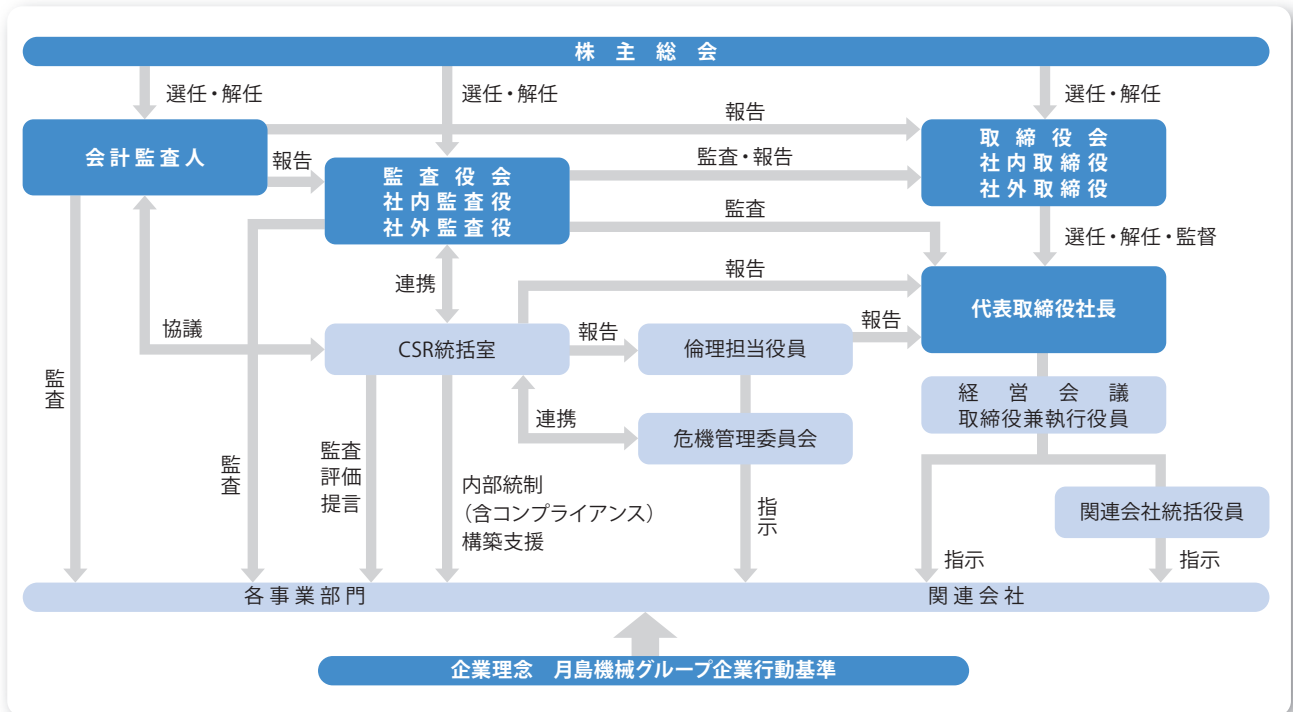 株主総会
選任・解任
選任・解任
選任・解任
会計監査人
報告
報告
監査役会
社内監査役
社外監査役
監査・報告
監査
取締役会
社内取締役
社外取締役
選任・解任・監督
連携
報告
代表取締役社長
協議
CSR統括室
報告
倫理担当役員
報告
経営会議
取締役兼執行役員
連携
危機管理委員会
監査
監査
監査
評価
提言
内部統制
（含コンプライアンス）
構築支援
指示
関連会社統括役員
指示
指示
各事業部門
関連会社
企業理念　月島機械グループ企業行動基準